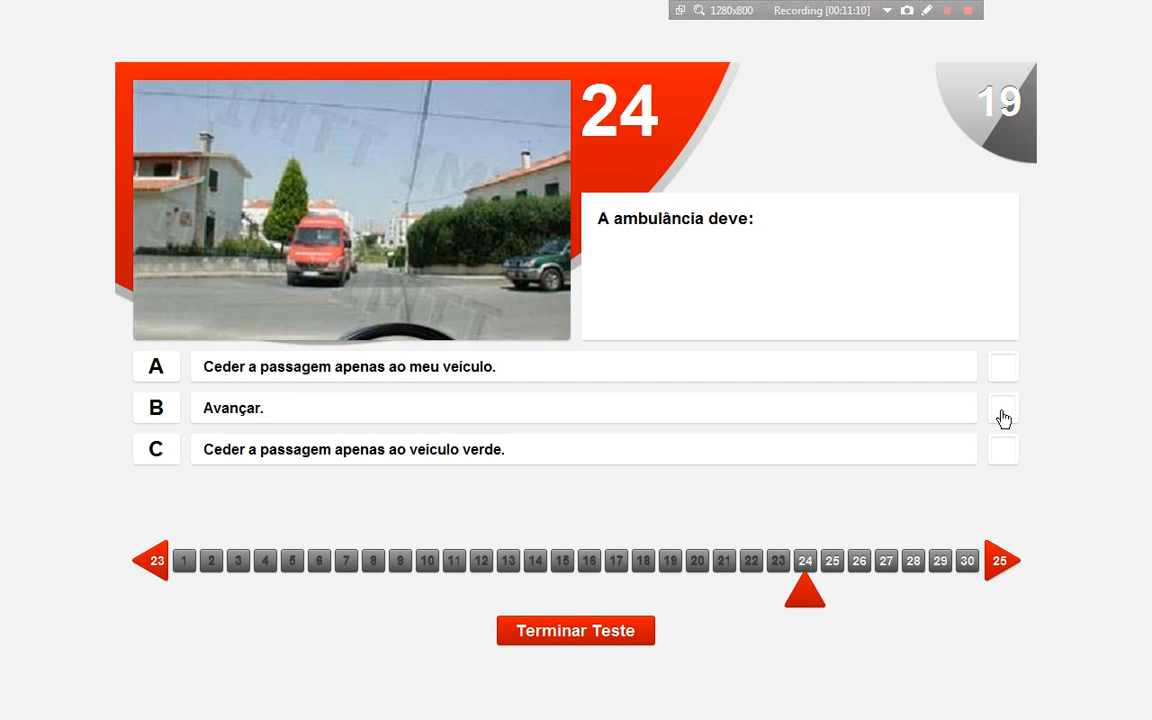 1280x800 Recording [00:11:10]
24
19
IMTT
A ambulância deve:
A Ceder a passagem apenas ao meu veículo.
B Avançar.
C Ceder a passagem apenas ao veículo verde.
23 1 2 3 4 5 6 7 8 9 10 11 12 13 14 15 16 17 18 19 20 21 22 23 24 25 26 27 28 29 30 25
Terminar Teste